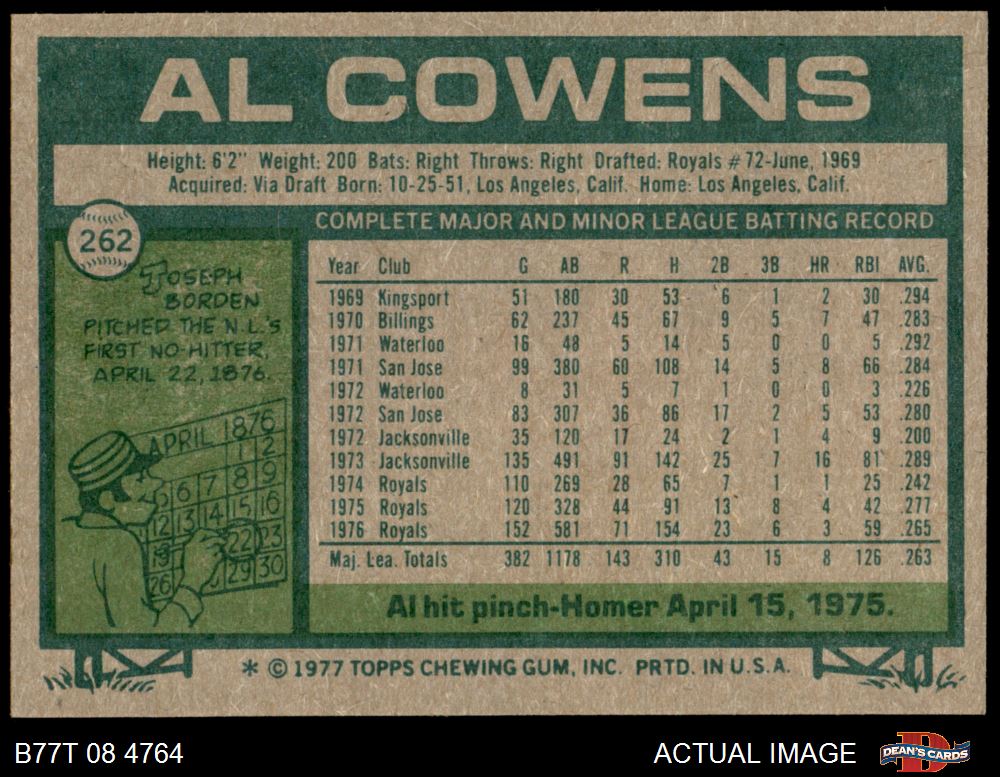 AL COWENS
Height: 6'2" Weight: 200 Bats: Right Throws: Right Drafted: Royals #72-June, 1969
Acquired: Via Draft Born: 10-25-51, Los Angeles, Calif. Home: Los Angeles, Calif.
262
JOSEPH
BORDEN
PITCHED THE N.L.'s
FIRST NO-HITTER,
APRIL 22, 1876.
APRIL 1876
1 2
5 6 7 8 9
12 13 14 15 16
19 22 23
26 29 30
COMPLETE MAJOR AND MINOR LEAGUE BATTING RECORD
Year Club G AB R H 2B 3B HR RBI AVG.
1969 Kingsport 51 180 30 53 6 1 2 30 .294
1970 Billings 62 237 45 67 9 5 7 47 .283
1971 Waterloo 16 48 5 14 5 0 0 5 .292
1971 San Jose 99 380 60 108 14 5 8 66 .284
1972 Waterloo 8 31 5 7 1 0 0 3 .226
1972 San Jose 83 307 36 86 17 2 5 53 .280
1972 Jacksonville 35 120 17 24 2 1 4 9 .200
1973 Jacksonville 135 491 91 142 25 7 16 81 .289
1974 Royals 110 269 28 65 7 1 1 25 .242
1975 Royals 120 328 44 91 13 8 4 42 .277
1976 Royals 152 581 71 154 23 6 3 59 .265
Maj. Lea. Totals 382 1178 143 310 43 15 8 126 .263
Al hit pinch-Homer April 15, 1975.
* © 1977 TOPPS CHEWING GUM, INC. PRTD. IN U.S.A.
B77T 08 4764
ACTUAL IMAGE
DEAN'S CARDS